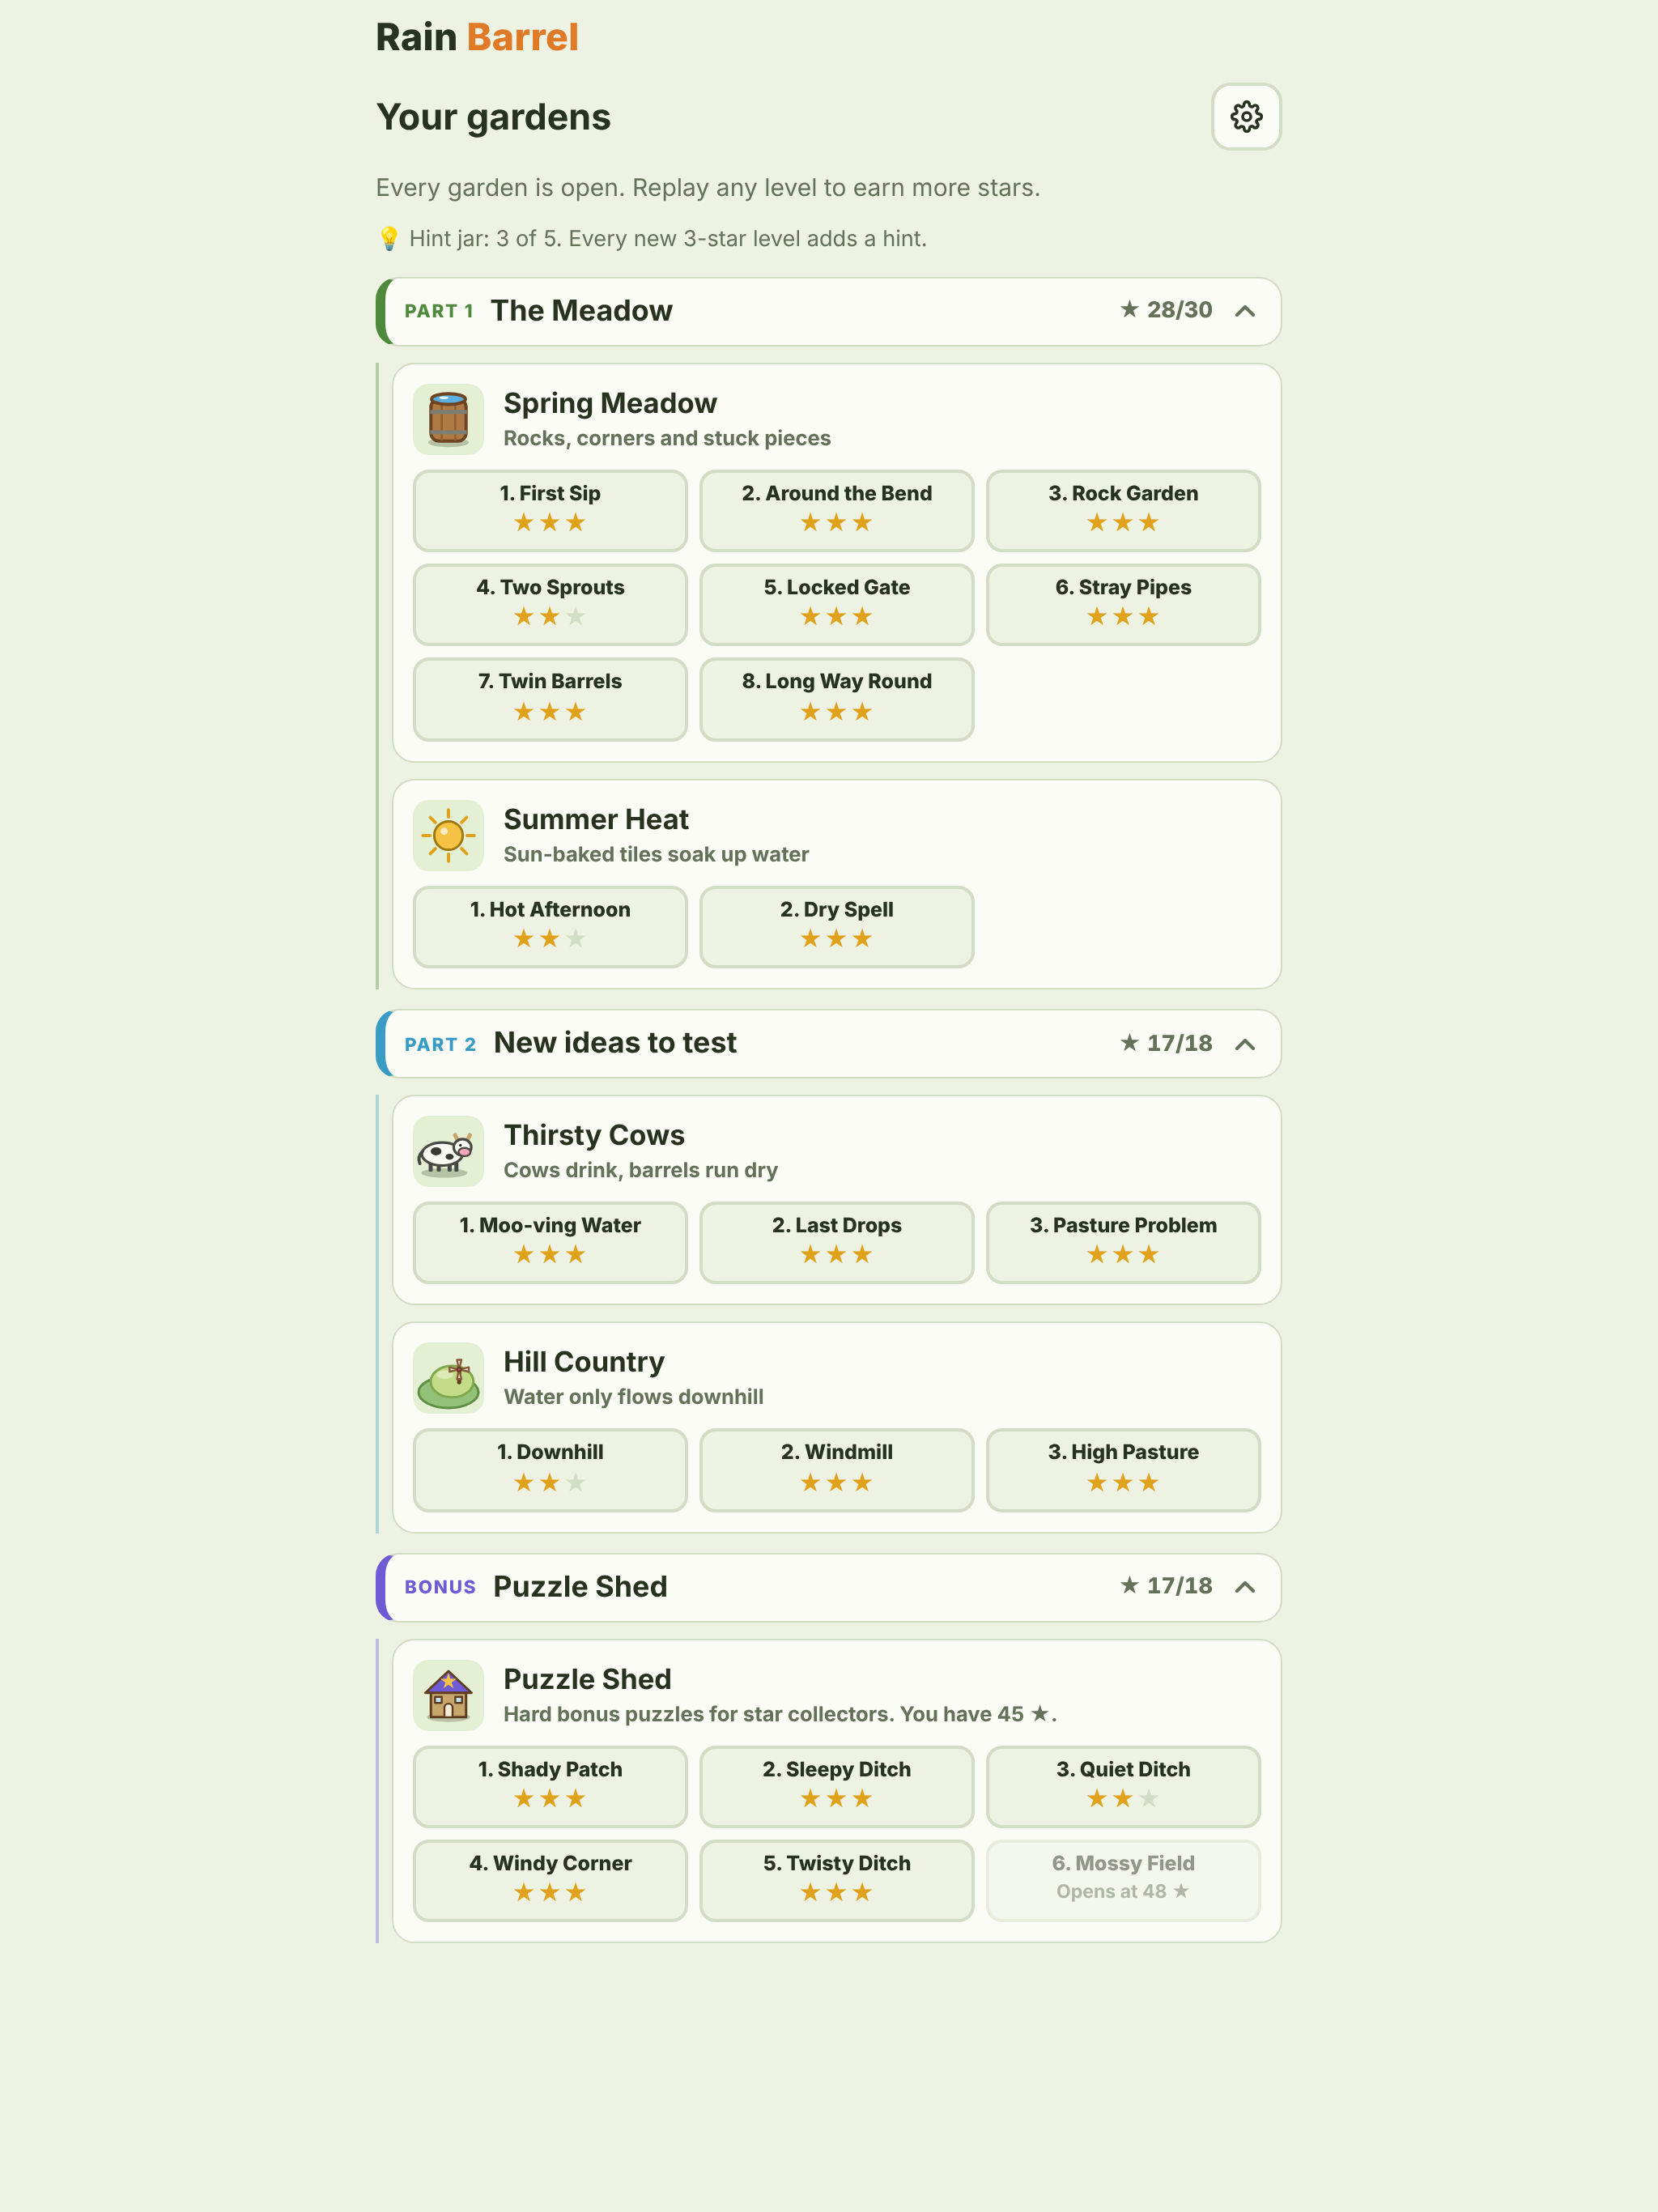 Rain Barrel
Your gardens
Every garden is open. Replay any level to earn more stars.
💡 Hint jar: 3 of 5. Every new 3-star level adds a hint.
PART 1 The Meadow ★ 28/30
Spring Meadow
Rocks, corners and stuck pieces
1. First Sip
★★★
2. Around the Bend
★★★
3. Rock Garden
★★★
4. Two Sprouts
★★★
5. Locked Gate
★★★
6. Stray Pipes
★★★
7. Twin Barrels
★★★
8. Long Way Round
★★★
Summer Heat
Sun-baked tiles soak up water
1. Hot Afternoon
★★★
2. Dry Spell
★★★
PART 2 New ideas to test ★ 17/18
Thirsty Cows
Cows drink, barrels run dry
1. Moo-ving Water
★★★
2. Last Drops
★★★
3. Pasture Problem
★★★
Hill Country
Water only flows downhill
1. Downhill
★★★
2. Windmill
★★★
3. High Pasture
★★★
BONUS Puzzle Shed ★ 17/18
Puzzle Shed
Hard bonus puzzles for star collectors. You have 45 ★.
1. Shady Patch
★★★
2. Sleepy Ditch
★★★
3. Quiet Ditch
★★★
4. Windy Corner
★★★
5. Twisty Ditch
★★★
6. Mossy Field
Opens at 48 ★